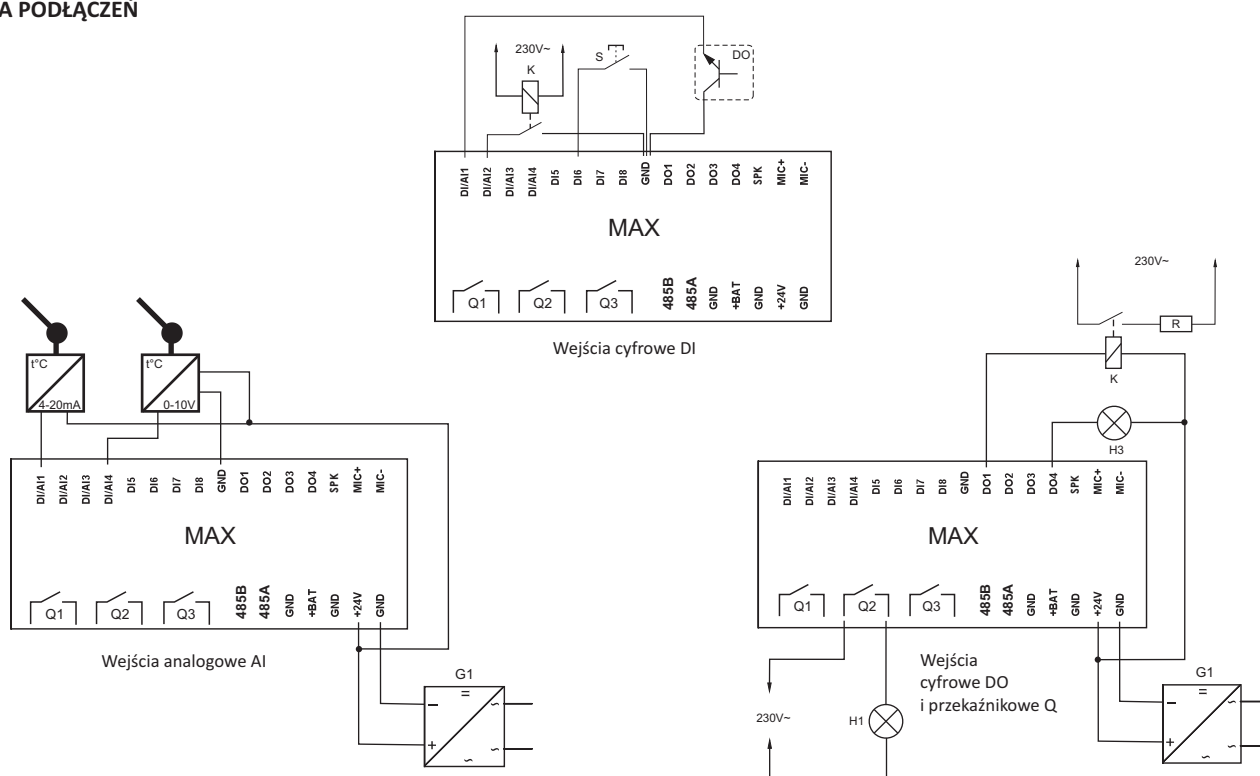 A PODŁĄCZEŃ
230V~
K
S
DO
DI/AI1 DI/AI2 DI/AI3 DI/AI4 DI5 DI6 DI7 DI8 GND DO1 DO2 DO3 DO4 SPK MIC+ MIC-
MAX
Q1 Q2 Q3 485B 485A GND +BAT GND +24V GND
Wejścia cyfrowe DI
t°C
4-20mA
t°C
0-10V
DI/AI1 DI/AI2 DI/AI3 DI/AI4 DI5 DI6 DI7 DI8 GND DO1 DO2 DO3 DO4 SPK MIC+ MIC-
MAX
Q1 Q2 Q3 485B 485A GND +BAT GND +24V GND
Wejścia analogowe AI
G1
=
−
+
~
~
~
230V~
R
K
H3
DI/AI1 DI/AI2 DI/AI3 DI/AI4 DI5 DI6 DI7 DI8 GND DO1 DO2 DO3 DO4 SPK MIC+ MIC-
MAX
Q1 Q2 Q3 485B 485A GND +BAT GND +24V GND
Wejścia
cyfrowe DO
i przekaźnikowe Q
230V~
H1
G1
=
−
+
~
~
~